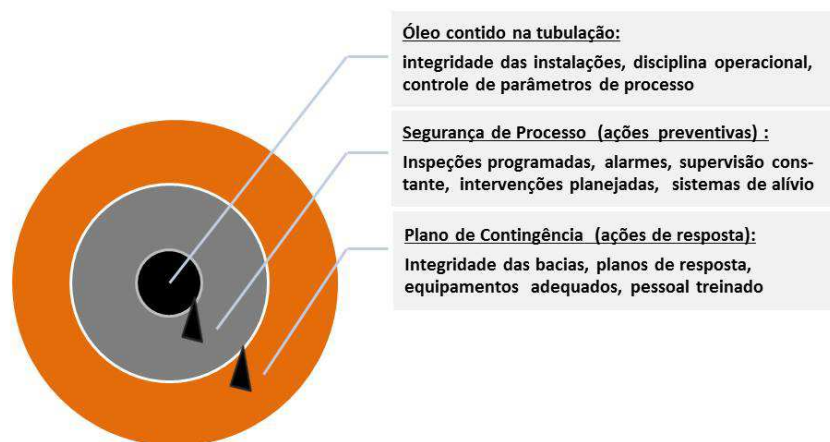 Óleo contido na tubulação:
integridade das instalações, disciplina operacional,
controle de parâmetros de processo
Segurança de Processo (ações preventivas) :
Inspeções programadas, alarmes, supervisão cons-
tante, intervenções planejadas, sistemas de alívio
Plano de Contingência (ações de resposta):
Integridade das bacias, planos de resposta,
equipamentos adequados, pessoal treinado